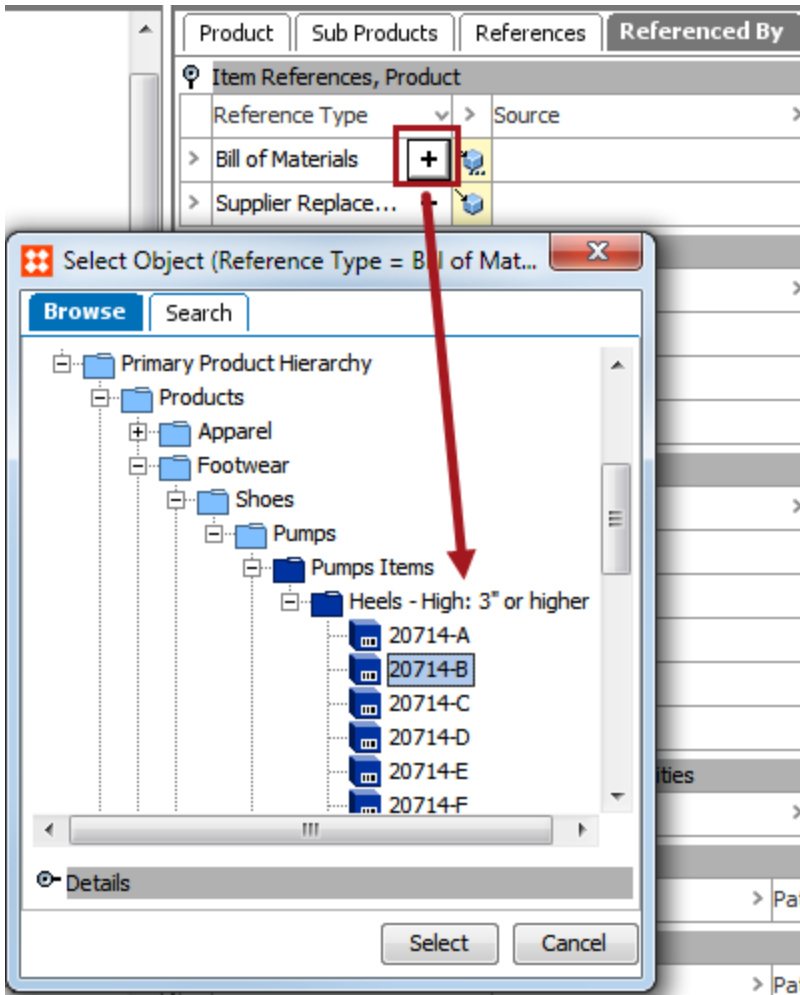 Product Sub Products References Referenced By
Item References, Product
Reference Type > Source >
> Bill of Materials +
> Supplier Replace...
Select Object (Reference Type = Bill of Mat... X
Browse Search
Primary Product Hierarchy
Products
Apparel
Footwear
Shoes
Pumps
Pumps Items
Heels - High: 3" or higher
20714-A
20714-B
20714-C
20714-D
20714-E
ities
20714-F
Details
> Pa
Select Cancel
> Pa